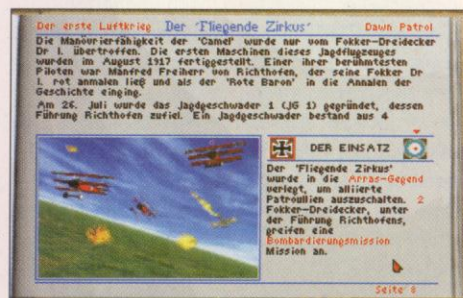 Der erste Luftkrieg Der 'Fliegende Zirkus' Dawn Patrol
Die Manöurierfähigkeit der 'Camel' wurde nur vom Fokker-Dreidecker
Dr I. übertroffen. Die ersten Maschinen dieses Jagdflugzeuges
wurden im August 1917 fertiggestellt. Einer ihrer berühmtesten
Piloten war Manfred Freiherr von Richthofen, der seine Fokker Dr
I. rot anmalen ließ und als der 'Rote Baron' in die Annalen der
Geschichte einging.
Am 26. Juli wurde das Jagdgeschwader 1 (JG 1) gegründet, dessen
Führung Richthofen zufiel. Ein Jagdgeschwader bestand aus 4
DER EINSATZ
Der 'Fliegende Zirkus'
wurde in die Arras-Gegend
verlegt, um alliierte
Patrouillen auszuschalten. 2
Fokker-Dreidecker, unter
der Führung Richthofens,
greifen eine
Bombardierungsmission
Mission an.
Seite 8